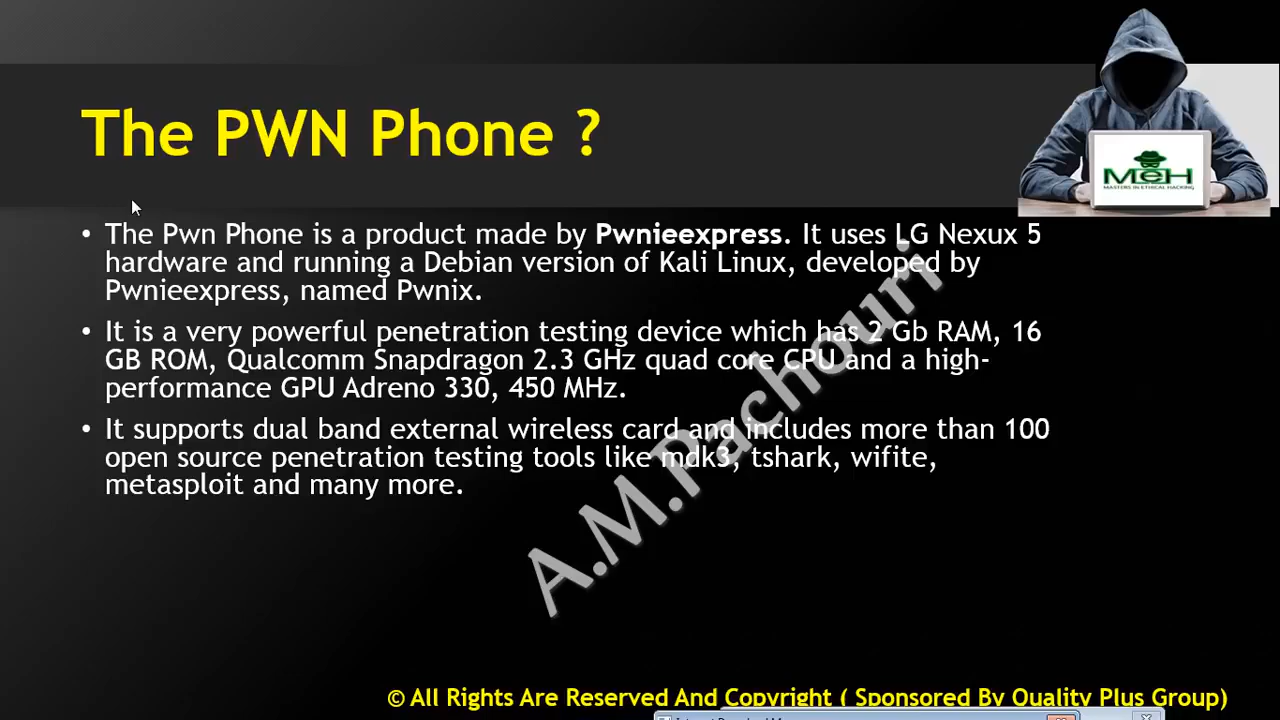 The PWN Phone ?
MCH
MASTERS IN ETHICAL HACKING
• The Pwn Phone is a product made by Pwnieexpress. It uses LG Nexux 5
hardware and running a Debian version of Kali Linux, developed by
Pwnieexpress, named Pwnix.
• It is a very powerful penetration testing device which has 2 Gb RAM, 16
GB ROM, Qualcomm Snapdragon 2.3 GHz quad core CPU and a high-
performance GPU Adreno 330, 450 MHz.
• It supports dual band external wireless card and includes more than 100
open source penetration testing tools like mdk3, tshark, wifite,
metasploit and many more.
A.M.Pachouri
© All Rights Are Reserved And Copyright ( Sponsored By Quality Plus Group)